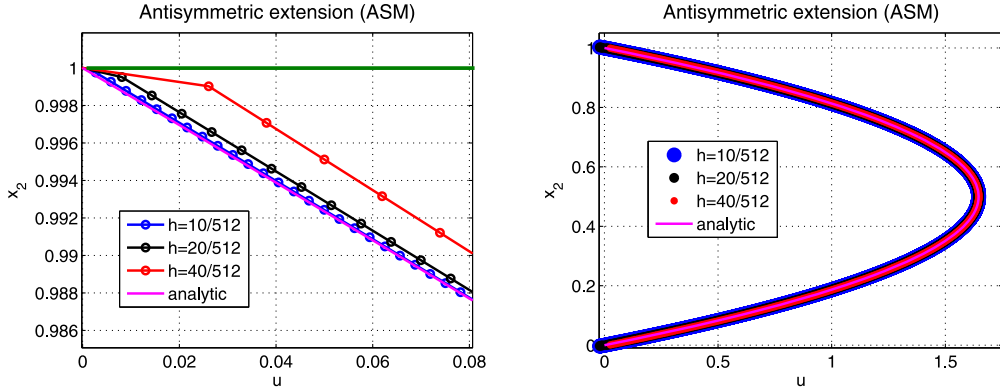 Antisymmetric extension (ASM)
1
0.998
0.996
0.994
0.992
0.99
0.988
0.986
x2
h=10/512
h=20/512
h=40/512
analytic
0 0.02 0.04 0.06 0.08
u
Antisymmetric extension (ASM)
1
0.8
0.6
0.4
0.2
0
x2
h=10/512
h=20/512
h=40/512
analytic
0 0.5 1 1.5
u